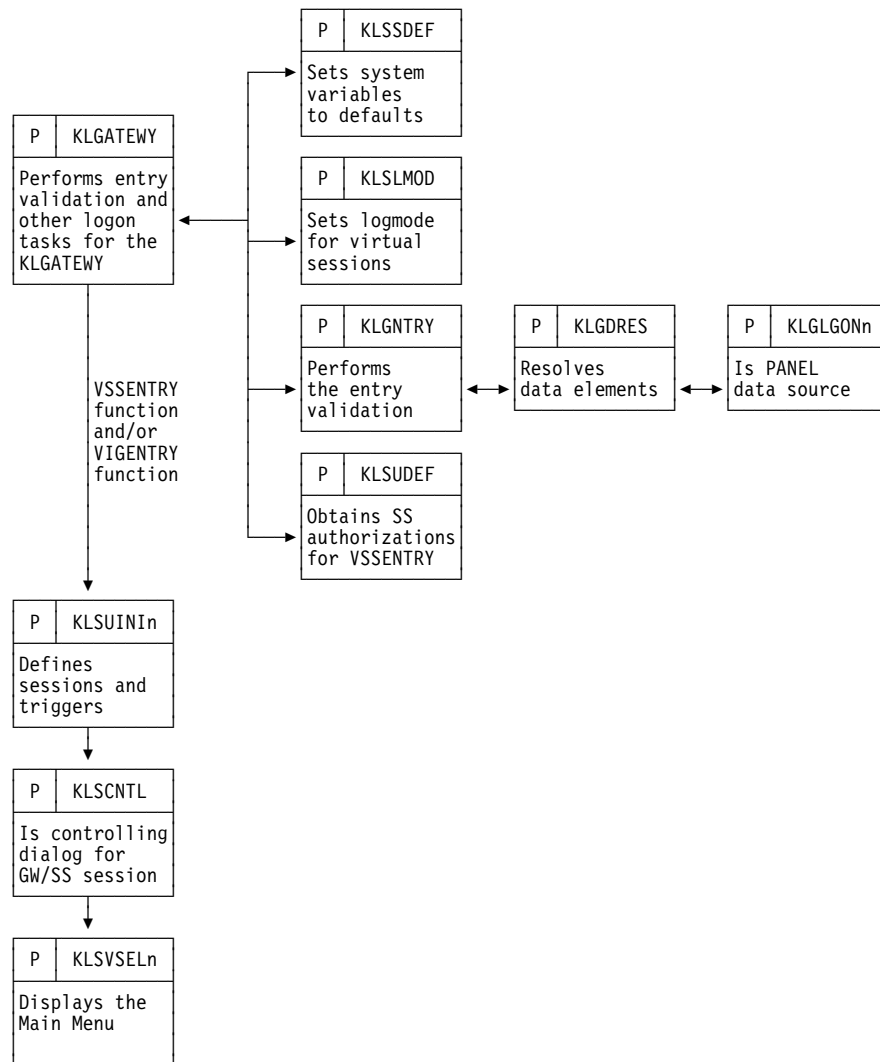 P KLSSDEF
Sets system
variables
to defaults
P KLGATEWY
Performs entry
validation and
other logon
tasks for the
KLGATEWY
P KLSLMOD
Sets logmode
for virtual
sessions
P KLGNTRY
Performs
the entry
validation
P KLGDRES
Resolves
data elements
P KLGLGONn
Is PANEL
data source
VSSENTRY
function
and/or
VIGENTRY
function
P KLSUDEF
Obtains SS
authorizations
for VSSENTRY
P KLSUINIn
Defines
sessions and
triggers
P KLSCNTL
Is controlling
dialog for
GW/SS session
P KLSVSELn
Displays the
Main Menu